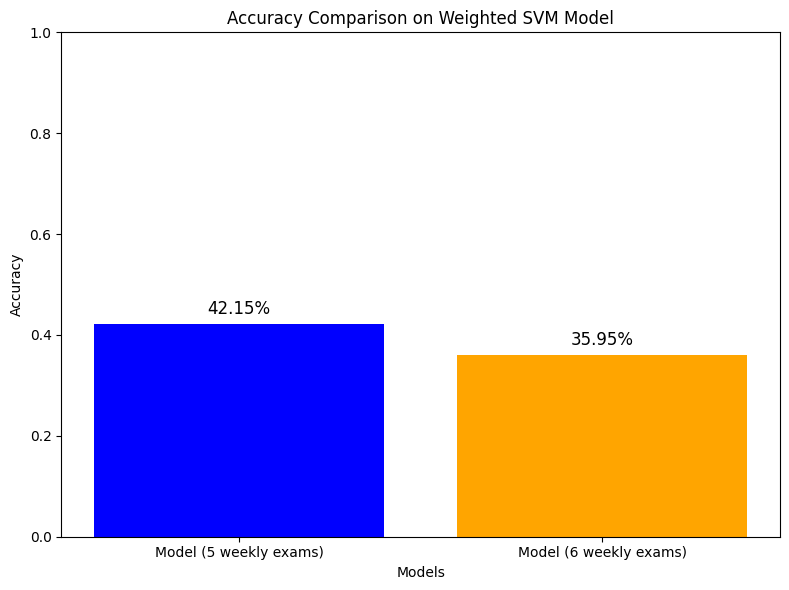 Accuracy Comparison on Weighted SVM Model
1.0
0.8
0.6
0.4
0.2
0.0
Accuracy
42.15%
35.95%
Model (5 weekly exams)
Model (6 weekly exams)
Models